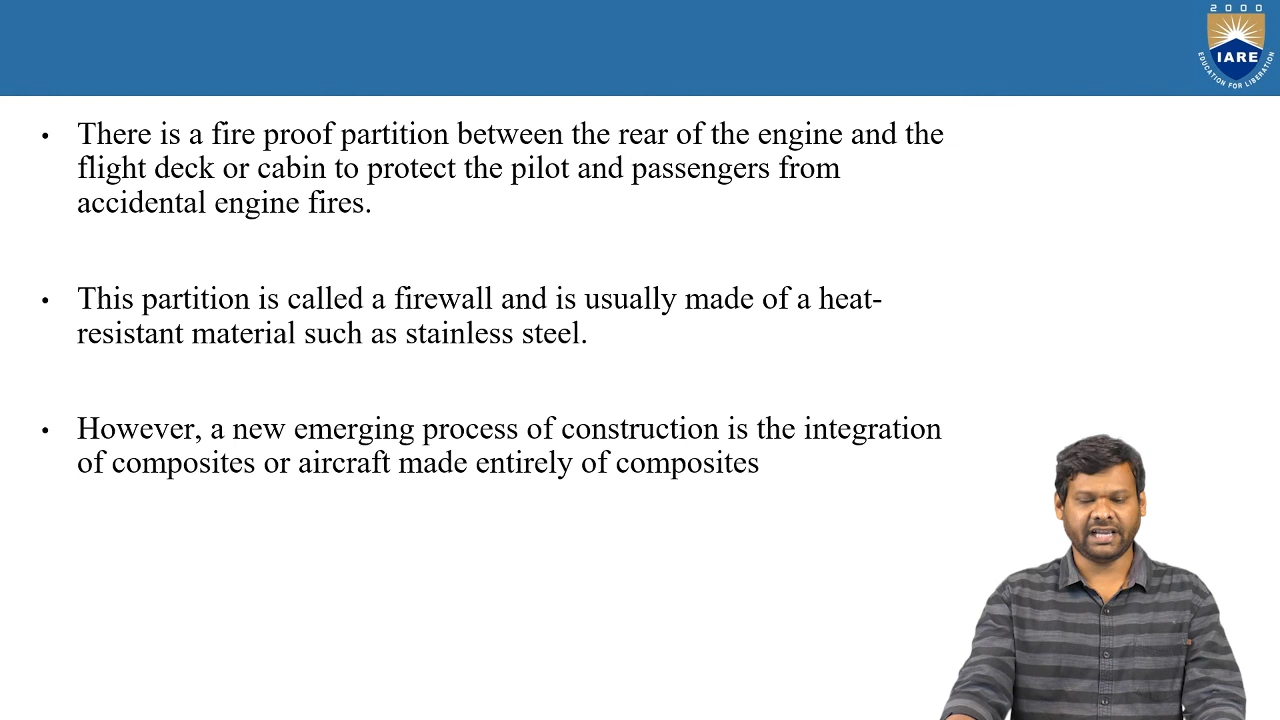 2000
IARE
EDUCATION FOR LIBERATION
• There is a fire proof partition between the rear of the engine and the
flight deck or cabin to protect the pilot and passengers from
accidental engine fires.
• This partition is called a firewall and is usually made of a heat-
resistant material such as stainless steel.
• However, a new emerging process of construction is the integration
of composites or aircraft made entirely of composites